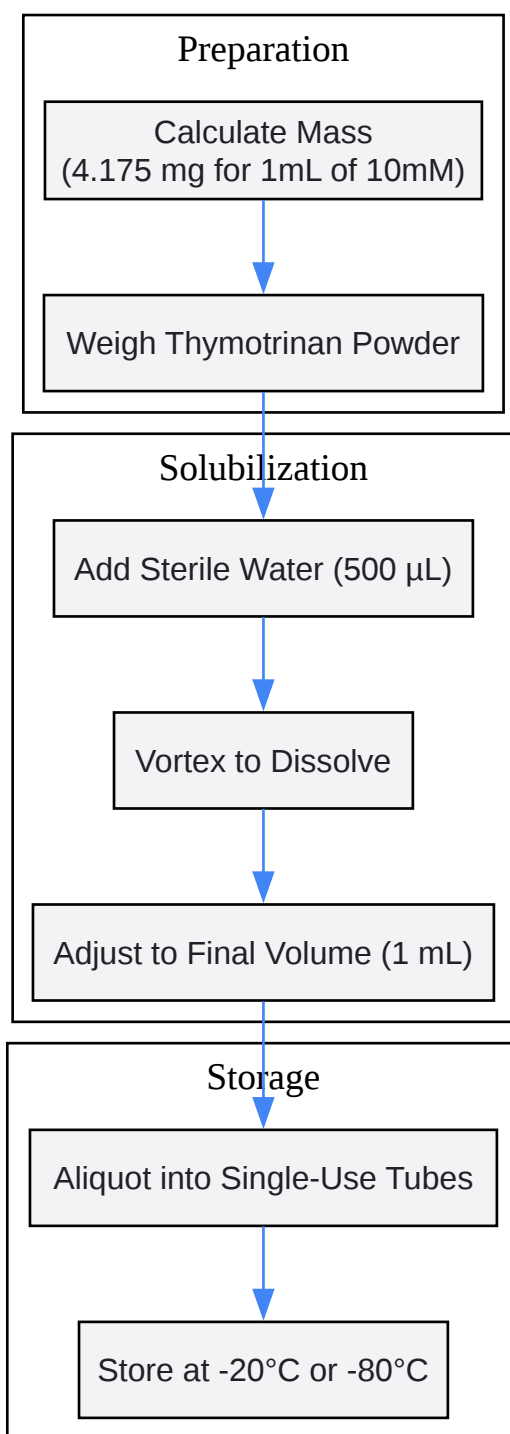 Preparation
Calculate Mass
(4.175 mg for 1mL of 10mM)
Weigh Thymotrinan Powder
Solubilization
Add Sterile Water (500 µL)
Vortex to Dissolve
Adjust to Final Volume (1 mL)
Storage
Aliquot into Single-Use Tubes
Store at -20°C or -80°C